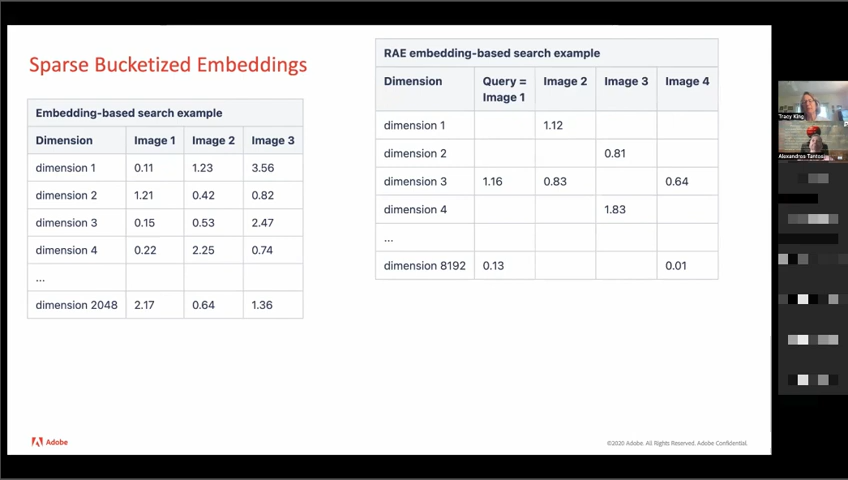 Sparse Bucketized Embeddings
Embedding-based search example
Dimension Image 1 Image 2 Image 3
dimension 1 0.11 1.23 3.56
dimension 2 1.21 0.42 0.82
dimension 3 0.15 0.53 2.47
dimension 4 0.22 2.25 0.74
...
dimension 2048 2.17 0.64 1.36
RAE embedding-based search example
Dimension Query = Image 2 Image 3 Image 4
Image 1
dimension 1 1.12
dimension 2 0.81
dimension 3 1.16 0.83 0.64
dimension 4 1.83
...
dimension 8192 0.13 0.01
Adobe
©2020 Adobe. All Rights Reserved. Adobe Confidential.
Tracy King
Alexandros Tantos